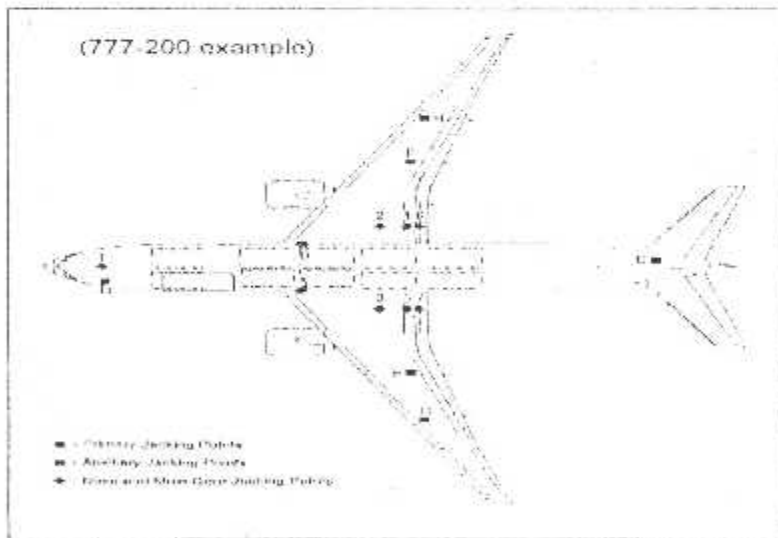 (777-200 example)
- Primary Jacking Points
- Auxiliary Jacking Points
- Nose and Main Gear Jacking Points